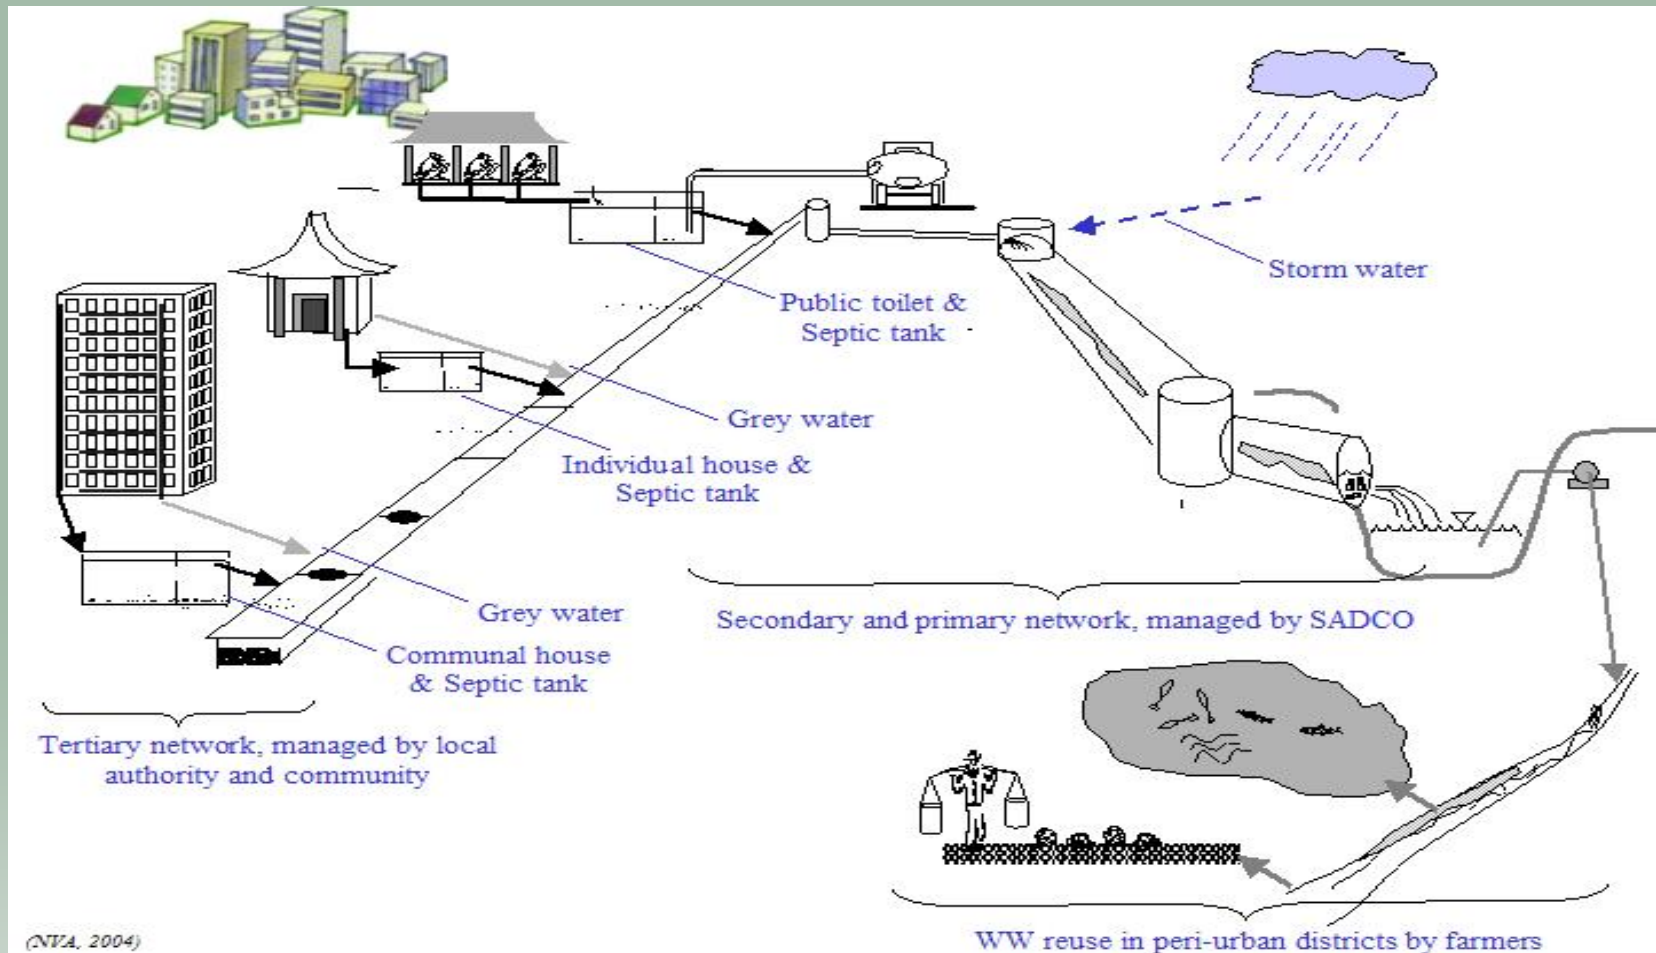 Storm water
Public toilet &
Septic tank
Grey water
Individual house &
Septic tank
Grey water
Communal house
& Septic tank
Secondary and primary network, managed by SADCO
Tertiary network, managed by local
authority and community
WW reuse in peri-urban districts by farmers
(NVA, 2004)